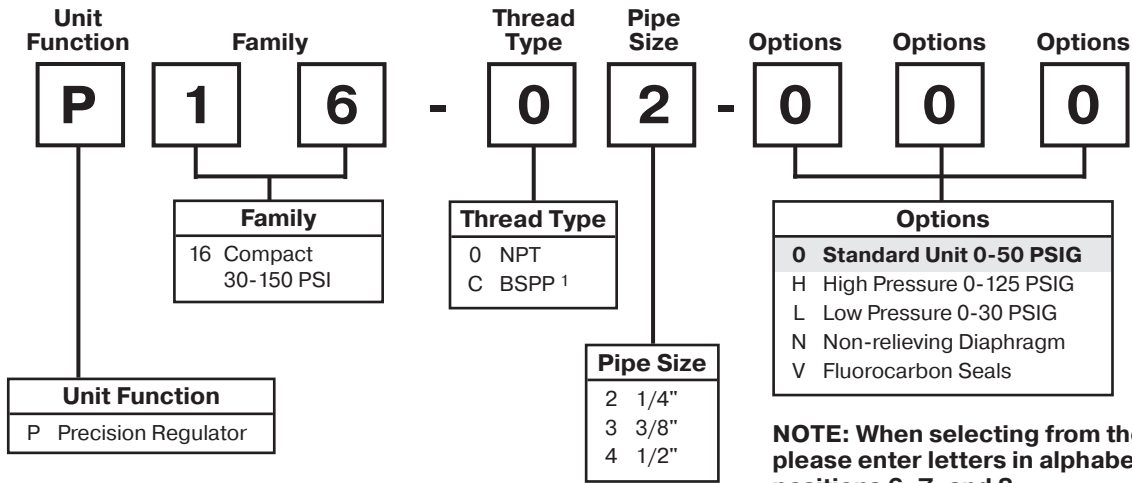 Unit Function
Family
Thread Type
Pipe Size
Options
Options
Options
P 1 6 - 0 2 - 0 0 0
Family
16 Compact
30-150 PSI
Thread Type
0 NPT
C BSPP 1
Options
0 Standard Unit 0-50 PSIG
H High Pressure 0-125 PSIG
L Low Pressure 0-30 PSIG
N Non-relieving Diaphragm
V Fluorocarbon Seals
Pipe Size
2 1/4"
3 3/8"
4 1/2"
Unit Function
P Precision Regulator
NOTE: When selecting from the
please enter letters in